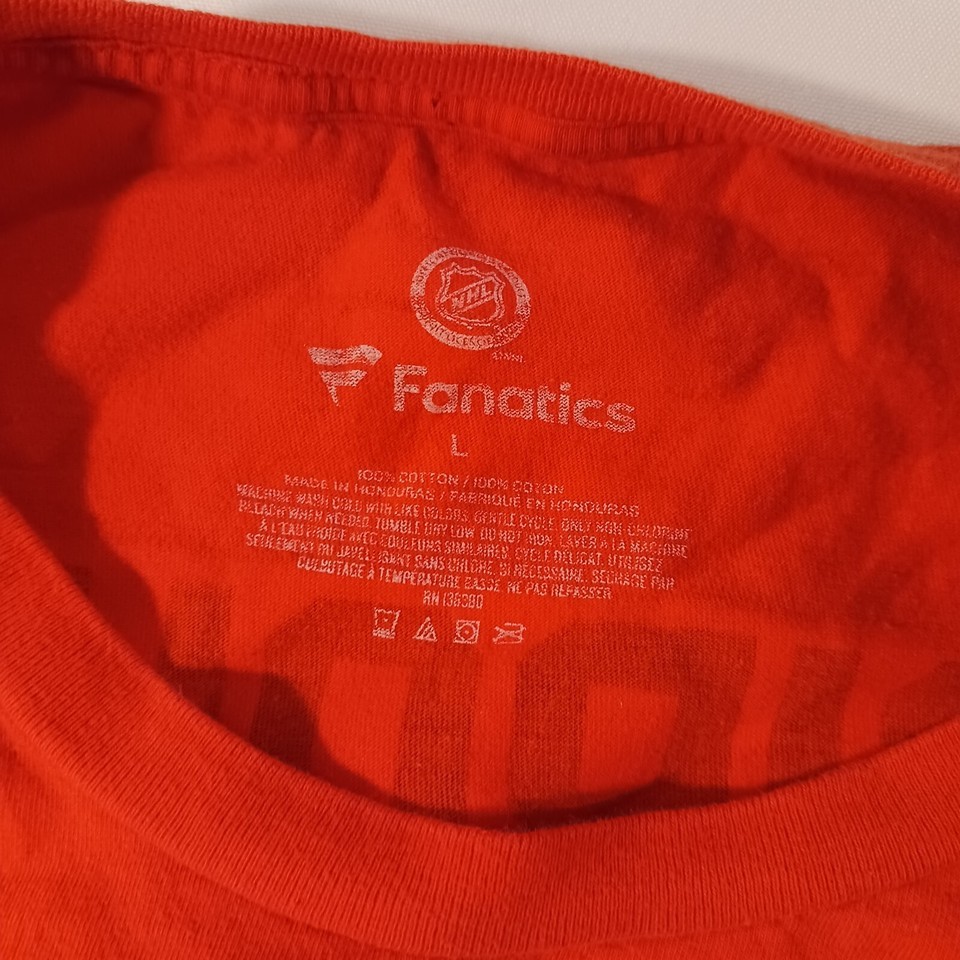 NHL
Fanatics
L
100% COTTON / 100% COTON
MADE IN HONDURAS / FABRIQUÉ EN HONDURAS
MACHINE WASH COLD WITH LIKE COLORS, GENTLE CYCLE. ONLY NON-CHLORINE
BLEACH WHEN NEEDED. TUMBLE DRY LOW. DO NOT IRON. LAVER À LA MACHINE
À L'EAU FROIDE AVEC COULEURS SIMILAIRES, CYCLE DÉLICAT. UTILISEZ
SEULEMENT DU JAVELLISANT SANS CHLORE, SI NÉCESSAIRE. SÉCHAGE PAR
CULBUTAGE À TEMPÉRATURE BASSE. NE PAS REPASSER